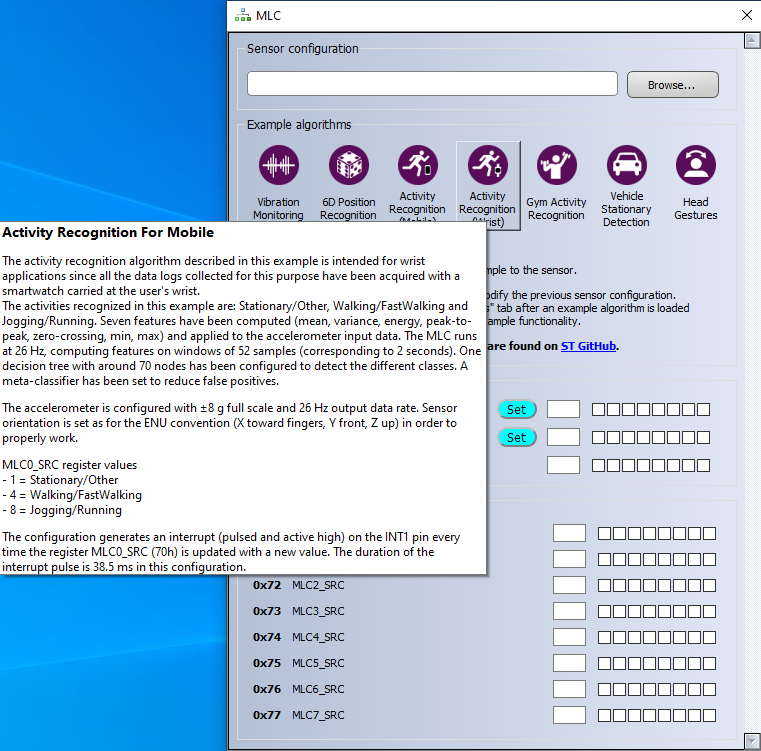 MLC
Sensor configuration
Browse...
Example algorithms
Vibration
Monitoring
6D Position
Recognition
Activity
Recognition
(Mobile)
Activity
Recognition
(Wrist)
Gym Activity
Recognition
Vehicle
Stationary
Detection
Head
Gestures
Activity Recognition For Mobile
The activity recognition algorithm described in this example is intended for wrist
applications since all the data logs collected for this purpose have been acquired with a
smartwatch carried at the user's wrist.
The activities recognized in this example are: Stationary/Other, Walking/FastWalking and
Jogging/Running. Seven features have been computed (mean, variance, energy, peak-to-
peak, zero-crossing, min, max) and applied to the accelerometer input data. The MLC runs
at 26 Hz, computing features on windows of 52 samples (corresponding to 2 seconds). One
decision tree with around 70 nodes has been configured to detect the different classes. A
meta-classifier has been set to reduce false positives.
The accelerometer is configured with ±8 g full scale and 26 Hz output data rate. Sensor
orientation is set as for the ENU convention (X toward fingers, Y front, Z up) in order to
properly work.
MLC0_SRC register values
- 1 = Stationary/Other
- 4 = Walking/FastWalking
- 8 = Jogging/Running
The configuration generates an interrupt (pulsed and active high) on the INT1 pin every
time the register MLC0_SRC (70h) is updated with a new value. The duration of the
interrupt pulse is 38.5 ms in this configuration.
mple to the sensor.
odify the previous sensor configuration.
s" tab after an example algorithm is loaded
ample functionality.
are found on ST GitHub.
Set
Set
0x72 MLC2_SRC
0x73 MLC3_SRC
0x74 MLC4_SRC
0x75 MLC5_SRC
0x76 MLC6_SRC
0x77 MLC7_SRC